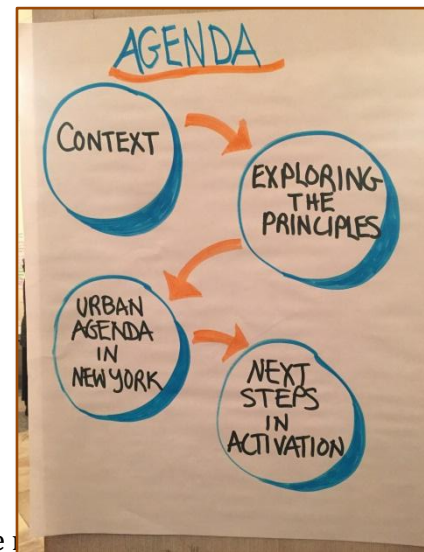 AGENDA
CONTEXT
EXPLORING
THE
PRINCIPLES
URBAN
AGENDA
IN
NEW YORK
NEXT
STEPS
IN
ACTIVATION